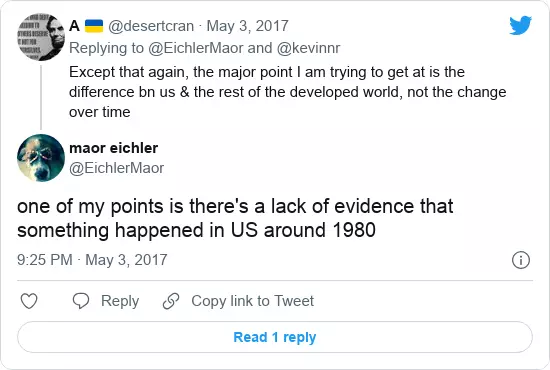 A 🇺🇦 @desertcran · May 3, 2017
Replying to @EichlerMaor and @kevinnr
Except that again, the major point I am trying to get at is the
difference bn us & the rest of the developed world, not the change
over time
maor eichler
@EichlerMaor
one of my points is there's a lack of evidence that
something happened in US around 1980
9:25 PM · May 3, 2017
Reply
Copy link to Tweet
Read 1 reply